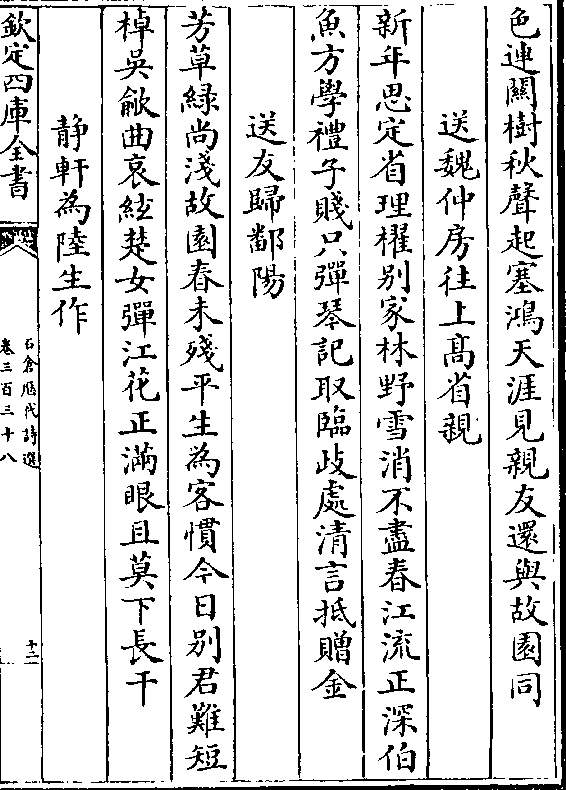 色連關樹秋聲起塞鴻天涯見親友還與故園同
送魏仲房往上髙省親
新年思定省理櫂别家林野雪消不盡春江流正深伯
魚方學禮子賤只彈琴記取臨歧處清言抵贈金
送友歸鄱陽
芳草緑尚淺故園春未殘平生為客慣今日别君難短
棹吳歈曲哀絃楚女彈江花正滿眼且莫下長干
静軒為陸生作
欽定四庫全書
石倉歴代詩選
卷三百三十八
十二